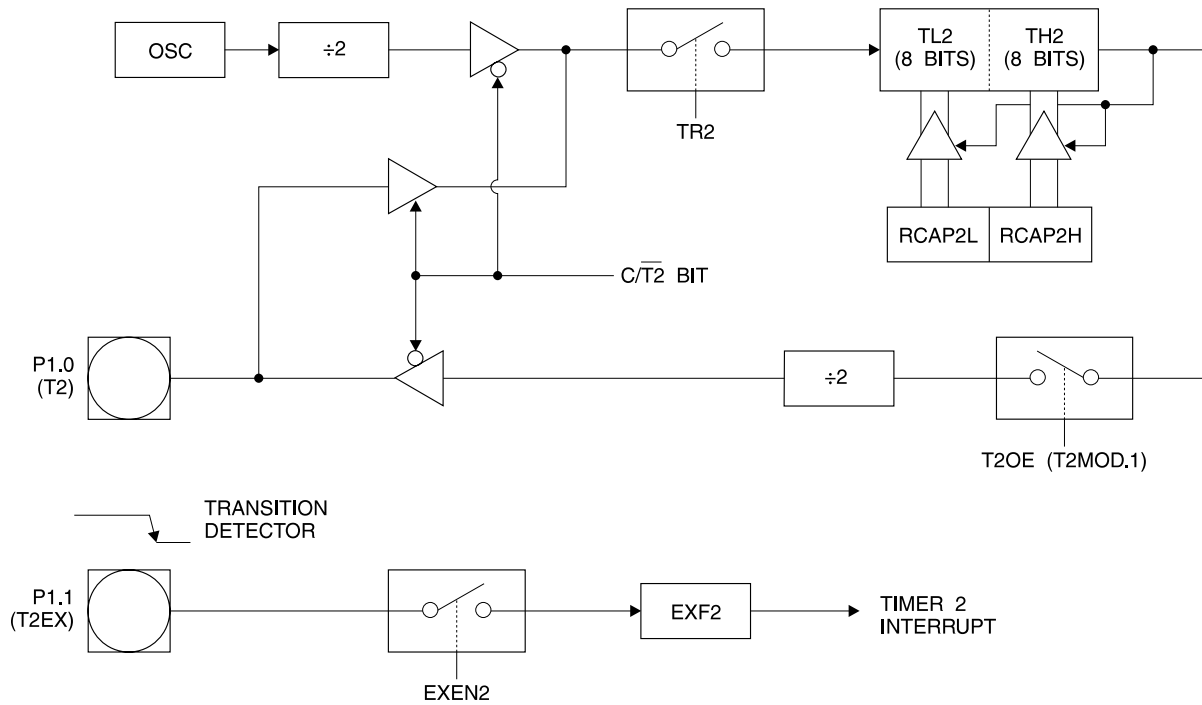 OSC
÷2
TL2
(8 BITS)
TH2
(8 BITS)
TR2
RCAP2L
RCAP2H
C/T2̅ BIT
P1.0
(T2)
÷2
T2OE (T2MOD.1)
TRANSITION
DETECTOR
P1.1
(T2EX)
EXF2
TIMER 2
INTERRUPT
EXEN2